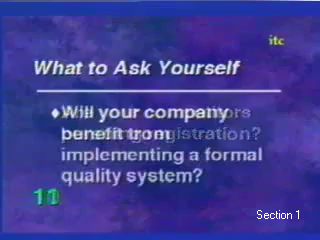 itc
What to Ask Yourself
♦Will your company
benefit from
implementing a formal
quality system?
Section 1